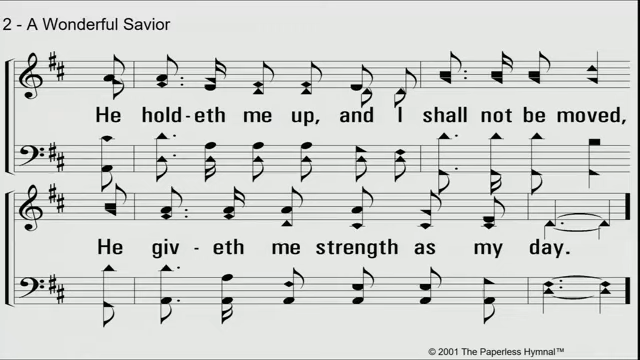 2 - A Wonderful Savior
He hold-eth me up, and I shall not be moved,
He giv - eth me strength as my day.
© 2001 The Paperless Hymnal™